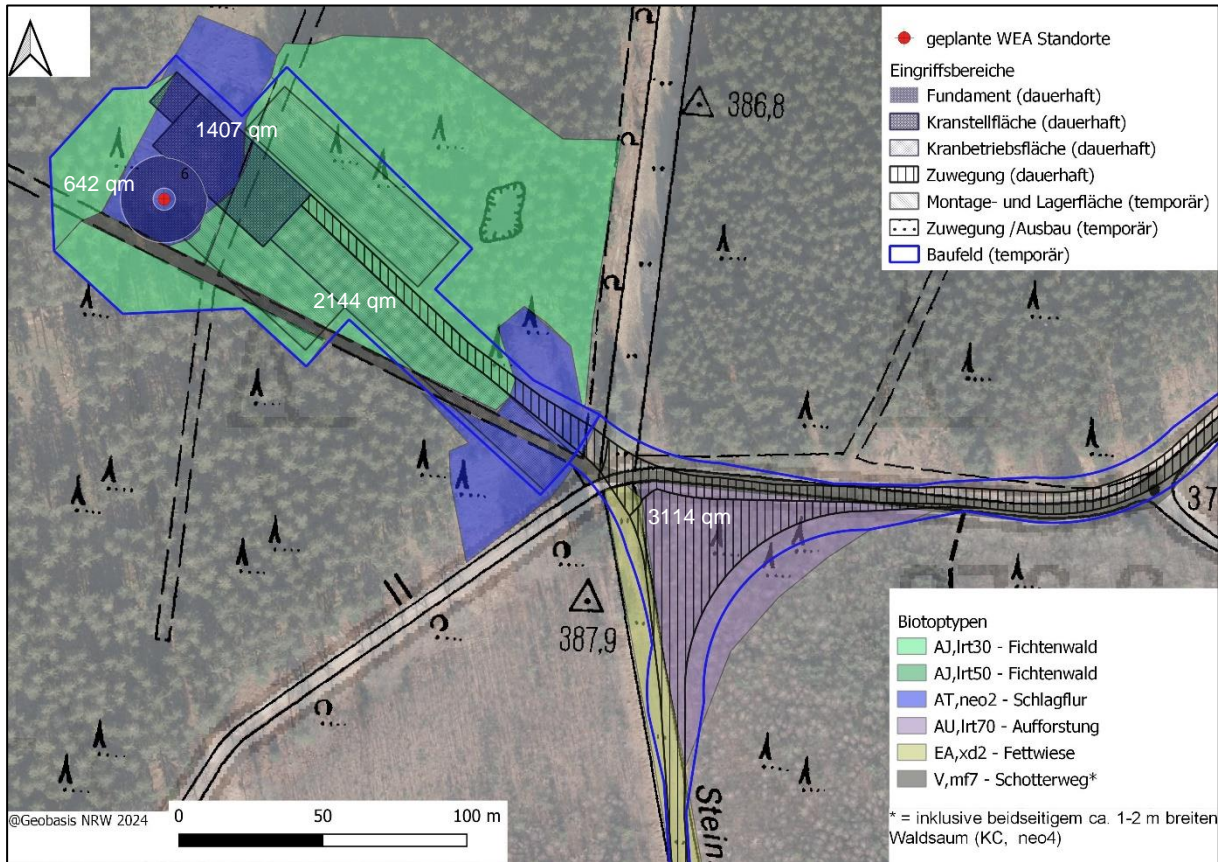 386,8
1407 qm
642 qm
6
2144 qm
3114 qm
387,9
37
Stein
geplante WEA Standorte
Eingriffsbereiche
Fundament (dauerhaft)
Kranstellfläche (dauerhaft)
Kranbetriebsfläche (dauerhaft)
Zuwegung (dauerhaft)
Montage- und Lagerfläche (temporär)
Zuwegung /Ausbau (temporär)
Baufeld (temporär)
Biotoptypen
AJ,lrt30 - Fichtenwald
AJ,lrt50 - Fichtenwald
AT,neo2 - Schlagflur
AU,lrt70 - Aufforstung
EA,xd2 - Fettwiese
V,mf7 - Schotterweg*
* = inklusive beidseitigem ca. 1-2 m breiten
Waldsaum (KC, neo4)
@Geobasis NRW 2024
0 50 100 m